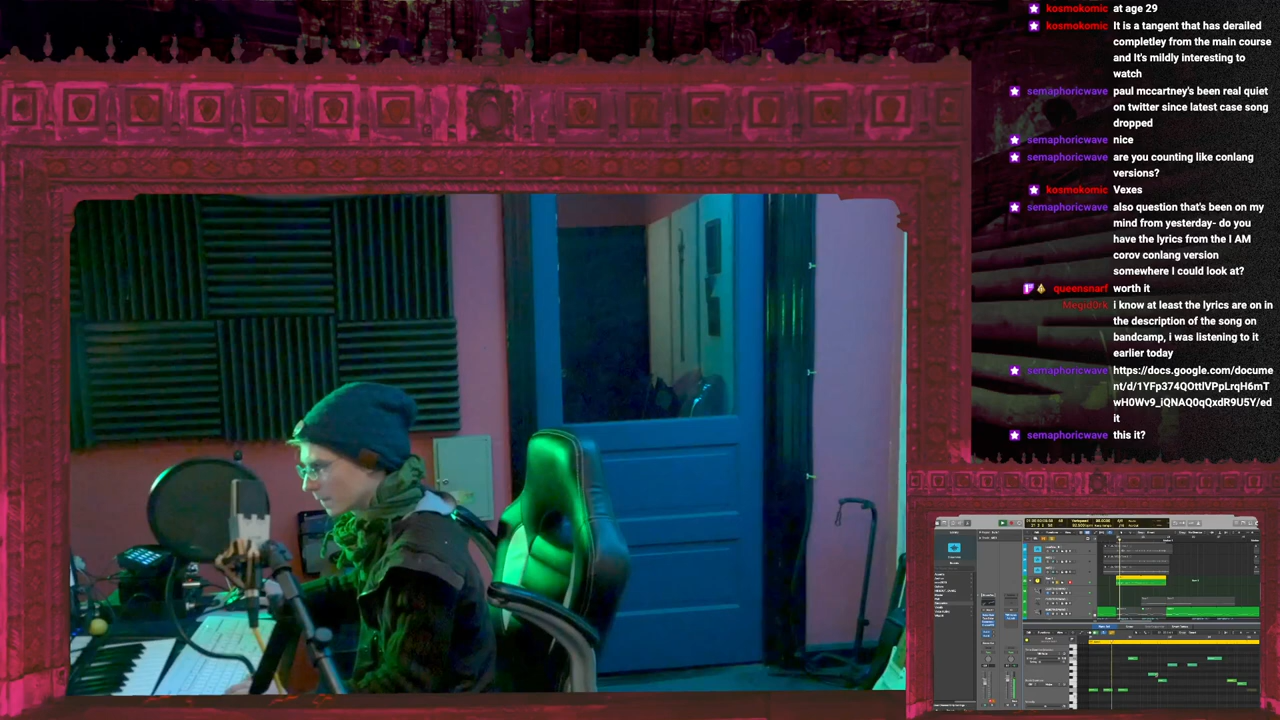 kosmokomic at age 29
kosmokomic It is a tangent that has derailed
completley from the main course
and It's mildly interesting to
watch
semaphoricwave paul mccartney's been real quiet
on twitter since latest case song
dropped
semaphoricwave nice
semaphoricwave are you counting like conlang
versions?
kosmokomic Vexes
semaphoricwave also question that's been on my
mind from yesterday- do you
have the lyrics from the I AM
corov conlang version
somewhere I could look at?
queensnarf worth it
Megid0rk i know at least the lyrics are on in
the description of the song on
bandcamp, i was listening to it
earlier today
semaphoricwave https://docs.google.com/docume
nt/d/1YFp374QOttlVPpLrqH6mT
wH0Wv9_iQNAQ0qQxdR9U5Y/ed
it
semaphoricwave this it?